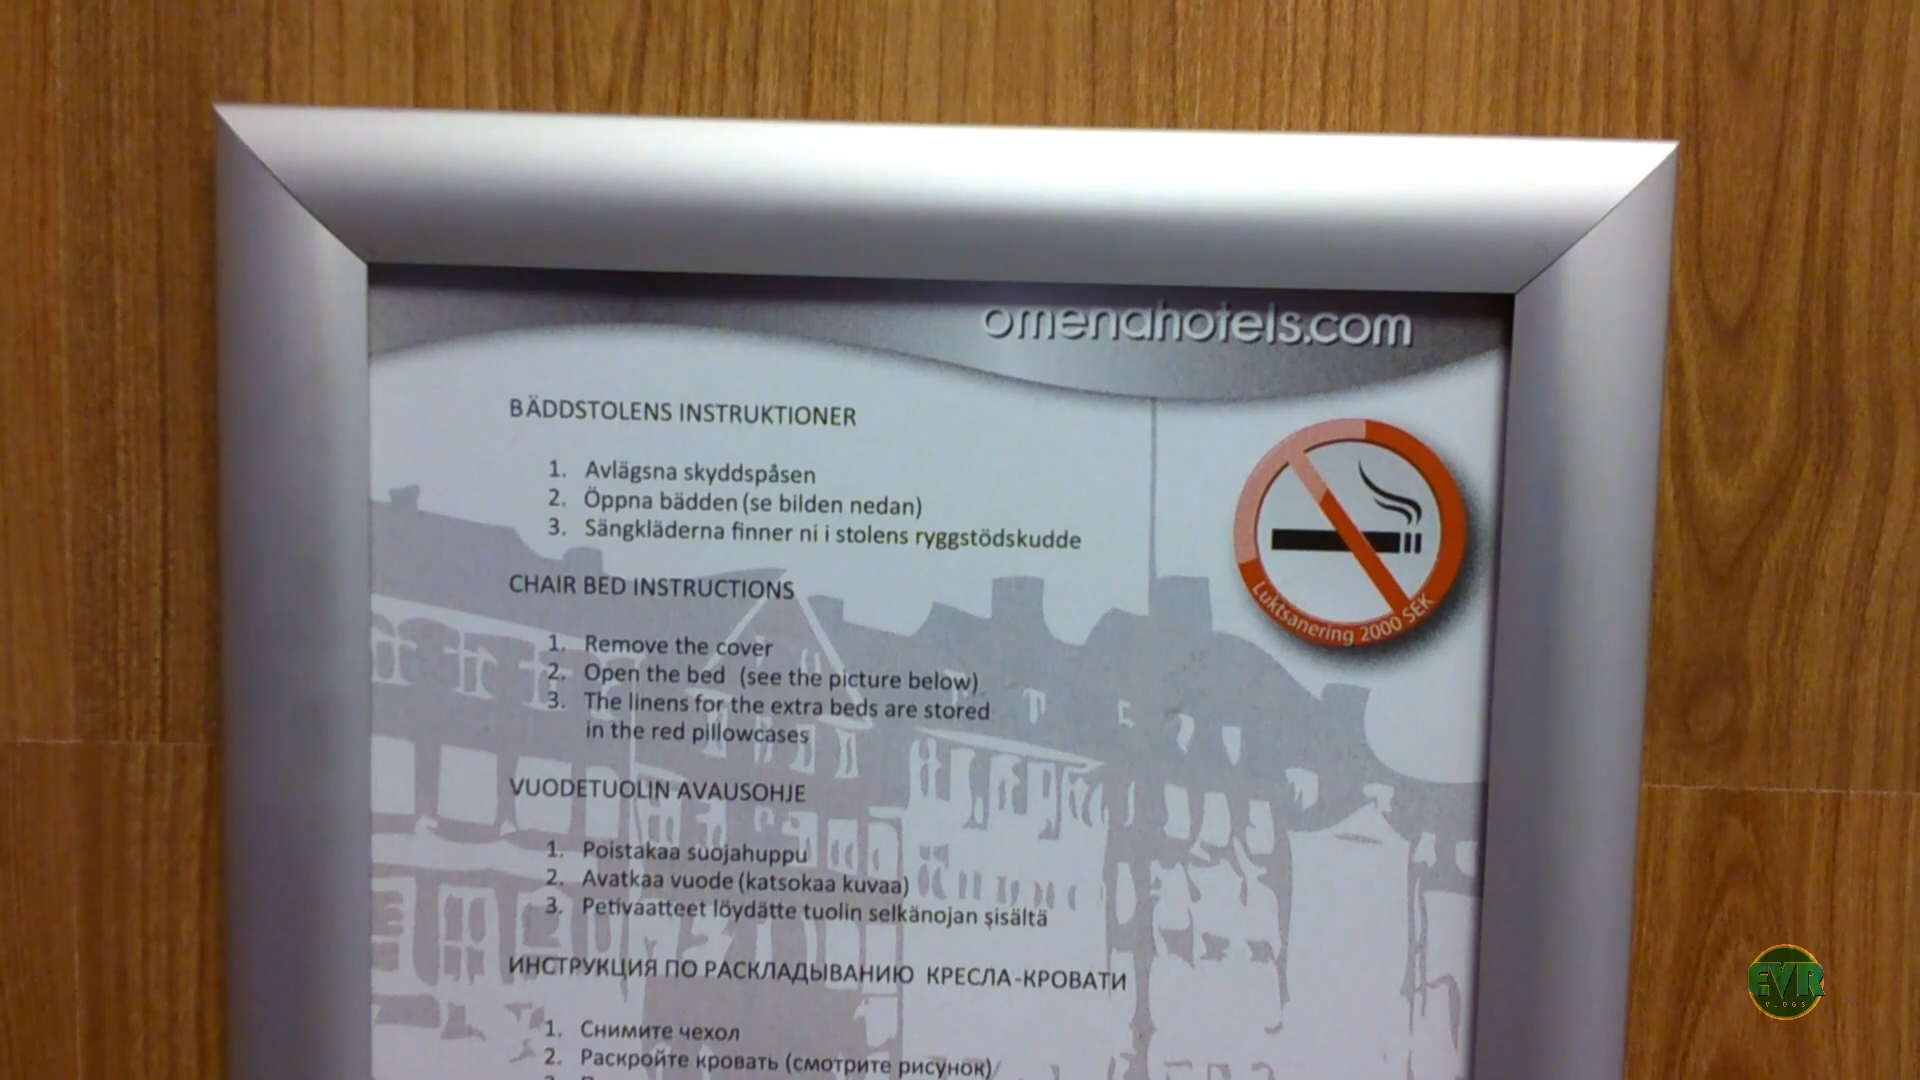 omenahotels.com
BÄDDSTOLENS INSTRUKTIONER
1. Avlägsna skyddspåsen
2. Öppna bädden (se bilden nedan)
3. Sängkläderna finner ni i stolens ryggstödskudde
Luktsanering 2000 SEK
CHAIR BED INSTRUCTIONS
1. Remove the cover
2. Open the bed (see the picture below)
3. The linens for the extra beds are stored
in the red pillowcases
VUODETUOLIN AVAUSOHJE
1. Poistakaa suojahuppu
2. Avatkaa vuode (katsokaa kuvaa)
3. Petivaatteet löydätte tuolin selkänojan sisältä
ИНСТРУКЦИЯ ПО РАСКЛАДЫВАНИЮ КРЕСЛА-КРОВАТИ
1. Снимите чехол
2. Раскройте кровать (смотрите рисунок)
EVR
VLOGS